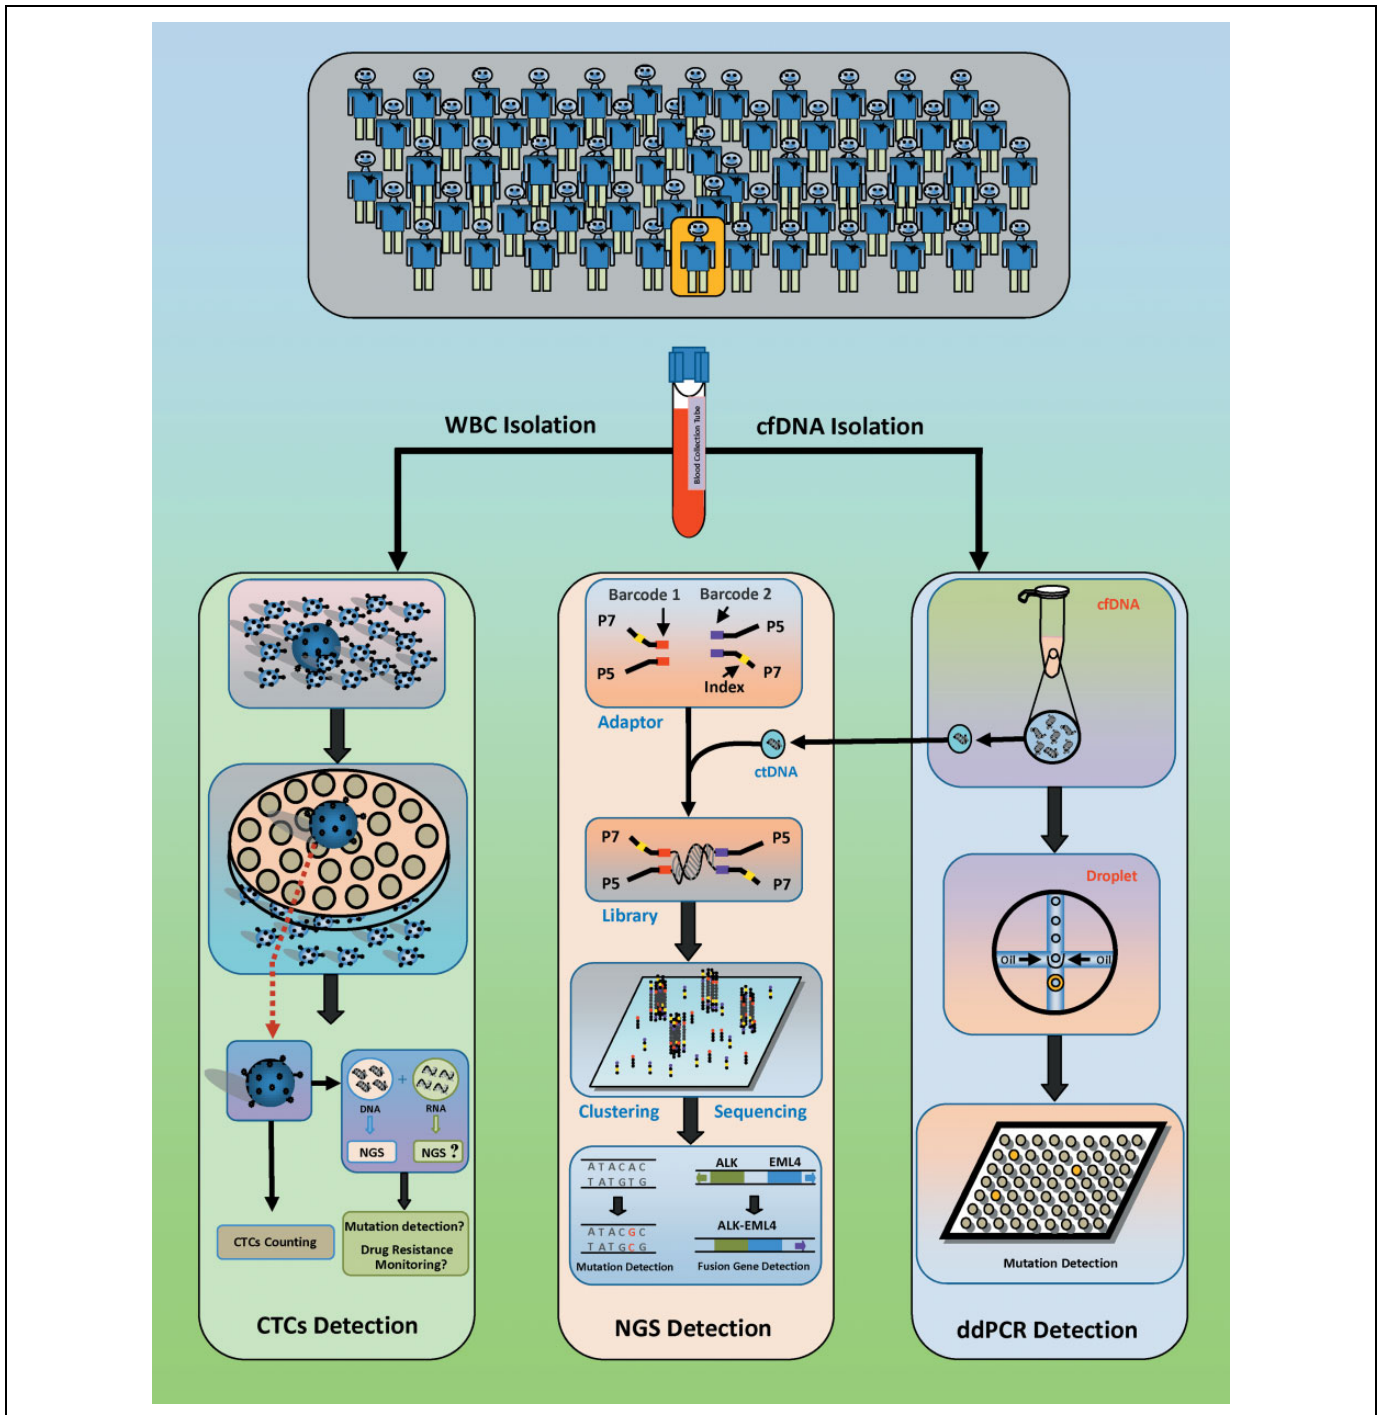 WBC Isolation
cfDNA Isolation
Blood Collection Tube
Barcode 1
Barcode 2
P7
P5
P5
P7
Index
Adaptor
ctDNA
P7
P5
P5
P7
Library
Clustering
Sequencing
ATACAC
TATGTG
ATACGC
TATGCG
Mutation Detection
ALK
EML4
ALK-EML4
Fusion Gene Detection
NGS Detection
DNA
+
RNA
NGS
NGS ?
CTCs Counting
Mutation detection?
Drug Resistance
Monitoring?
CTCs Detection
cfDNA
Droplet
Oil
Oil
Mutation Detection
ddPCR Detection